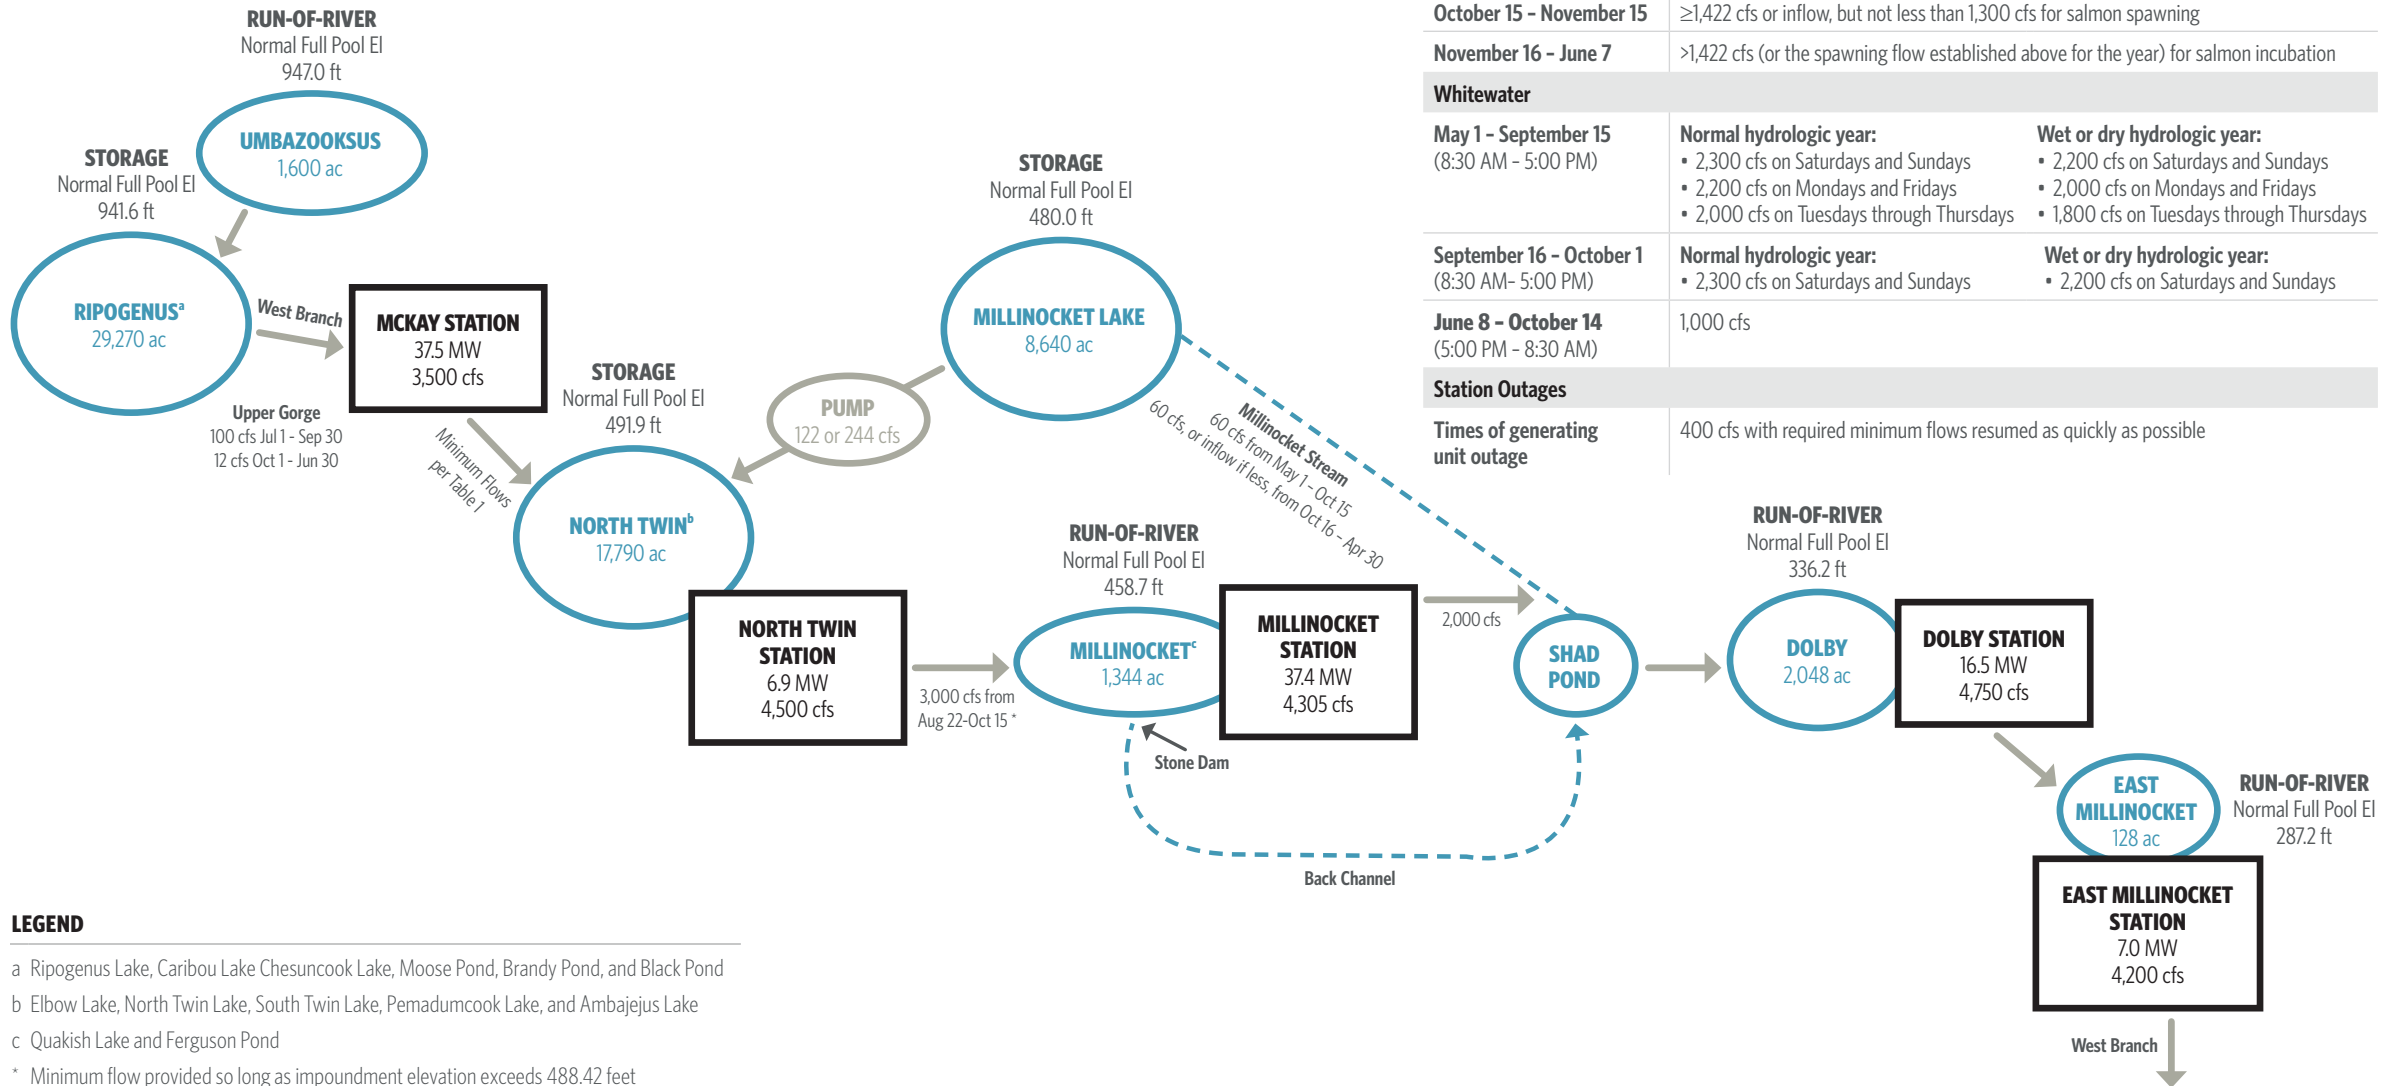 RUN-OF-RIVER
Normal Full Pool El
947.0 ft
UMBAZOOKSUS
1,600 ac
STORAGE
Normal Full Pool El
941.6 ft
RIPOGENUSa
29,270 ac
West Branch
MCKAY STATION
37.5 MW
3,500 cfs
Upper Gorge
100 cfs Jul 1 - Sep 30
12 cfs Oct 1 - Jun 30
Minimum Flows
per Table 1
STORAGE
Normal Full Pool El
491.9 ft
NORTH TWINb
17,790 ac
PUMP
122 or 244 cfs
STORAGE
Normal Full Pool El
480.0 ft
MILLINOCKET LAKE
8,640 ac
Millinocket Stream
60 cfs from May 1 - Oct 15
60 cfs, or inflow if less, from Oct 16 - Apr 30
NORTH TWIN
STATION
6.9 MW
4,500 cfs
3,000 cfs from
Aug 22-Oct 15 *
RUN-OF-RIVER
Normal Full Pool El
458.7 ft
MILLINOCKETc
1,344 ac
Stone Dam
MILLINOCKET
STATION
37.4 MW
4,305 cfs
2,000 cfs
SHAD
POND
Back Channel
RUN-OF-RIVER
Normal Full Pool El
336.2 ft
DOLBY
2,048 ac
DOLBY STATION
16.5 MW
4,750 cfs
EAST
MILLINOCKET
128 ac
RUN-OF-RIVER
Normal Full Pool El
287.2 ft
EAST MILLINOCKET
STATION
7.0 MW
4,200 cfs
West Branch
October 15 – November 15 ≥1,422 cfs or inflow, but not less than 1,300 cfs for salmon spawning
November 16 – June 7 >1,422 cfs (or the spawning flow established above for the year) for salmon incubation
Whitewater
May 1 – September 15 Normal hydrologic year: Wet or dry hydrologic year:
(8:30 AM – 5:00 PM) • 2,300 cfs on Saturdays and Sundays • 2,200 cfs on Saturdays and Sundays
• 2,200 cfs on Mondays and Fridays • 2,000 cfs on Mondays and Fridays
• 2,000 cfs on Tuesdays through Thursdays • 1,800 cfs on Tuesdays through Thursdays
September 16 – October 1 Normal hydrologic year: Wet or dry hydrologic year:
(8:30 AM– 5:00 PM) • 2,300 cfs on Saturdays and Sundays • 2,200 cfs on Saturdays and Sundays
June 8 – October 14 1,000 cfs
(5:00 PM – 8:30 AM)
Station Outages
Times of generating 400 cfs with required minimum flows resumed as quickly as possible
unit outage
LEGEND
a Ripogenus Lake, Caribou Lake Chesuncook Lake, Moose Pond, Brandy Pond, and Black Pond
b Elbow Lake, North Twin Lake, South Twin Lake, Pemadumcook Lake, and Ambajejus Lake
c Quakish Lake and Ferguson Pond
* Minimum flow provided so long as impoundment elevation exceeds 488.42 feet